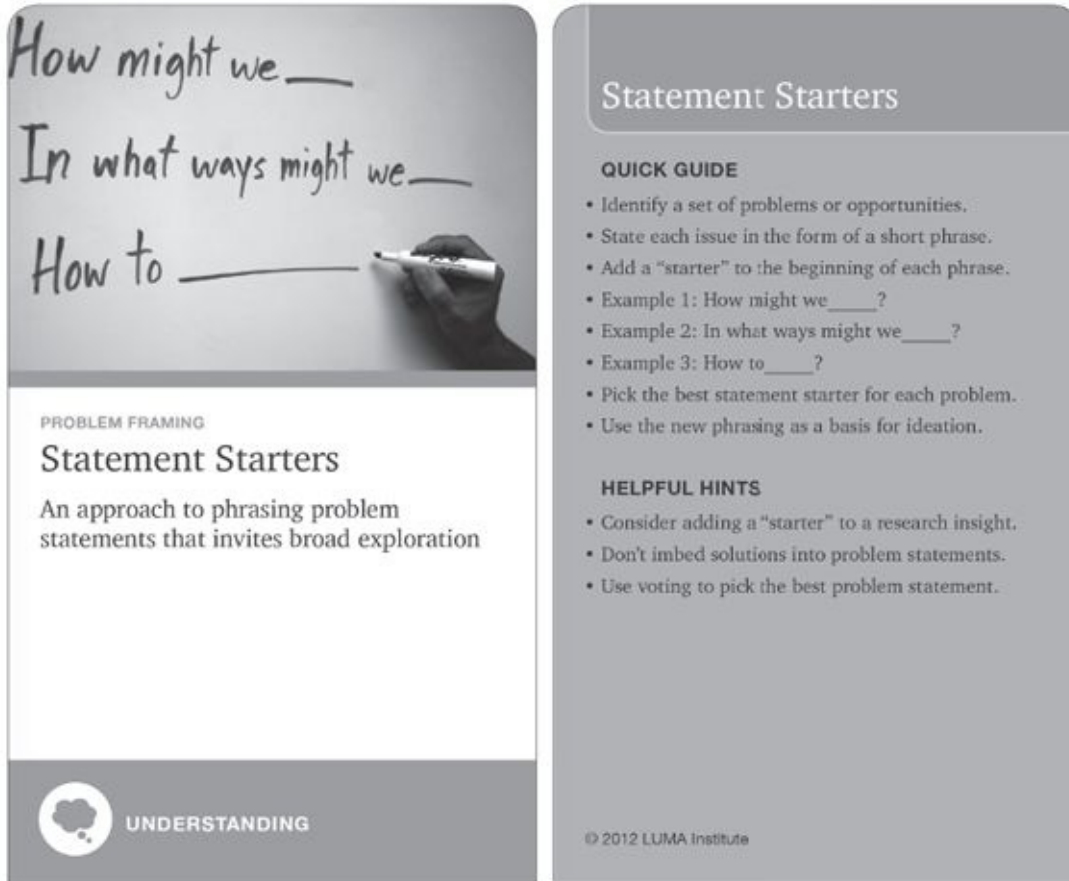 How might we___
In what ways might we___
How to ______
PROBLEM FRAMING
Statement Starters
An approach to phrasing problem
statements that invites broad exploration
UNDERSTANDING
Statement Starters
QUICK GUIDE
• Identify a set of problems or opportunities.
• State each issue in the form of a short phrase.
• Add a “starter” to the beginning of each phrase.
• Example 1: How might we_____?
• Example 2: In what ways might we_____?
• Example 3: How to_____?
• Pick the best statement starter for each problem.
• Use the new phrasing as a basis for ideation.
HELPFUL HINTS
• Consider adding a “starter” to a research insight.
• Don't imbed solutions into problem statements.
• Use voting to pick the best problem statement.
© 2012 LUMA Institute